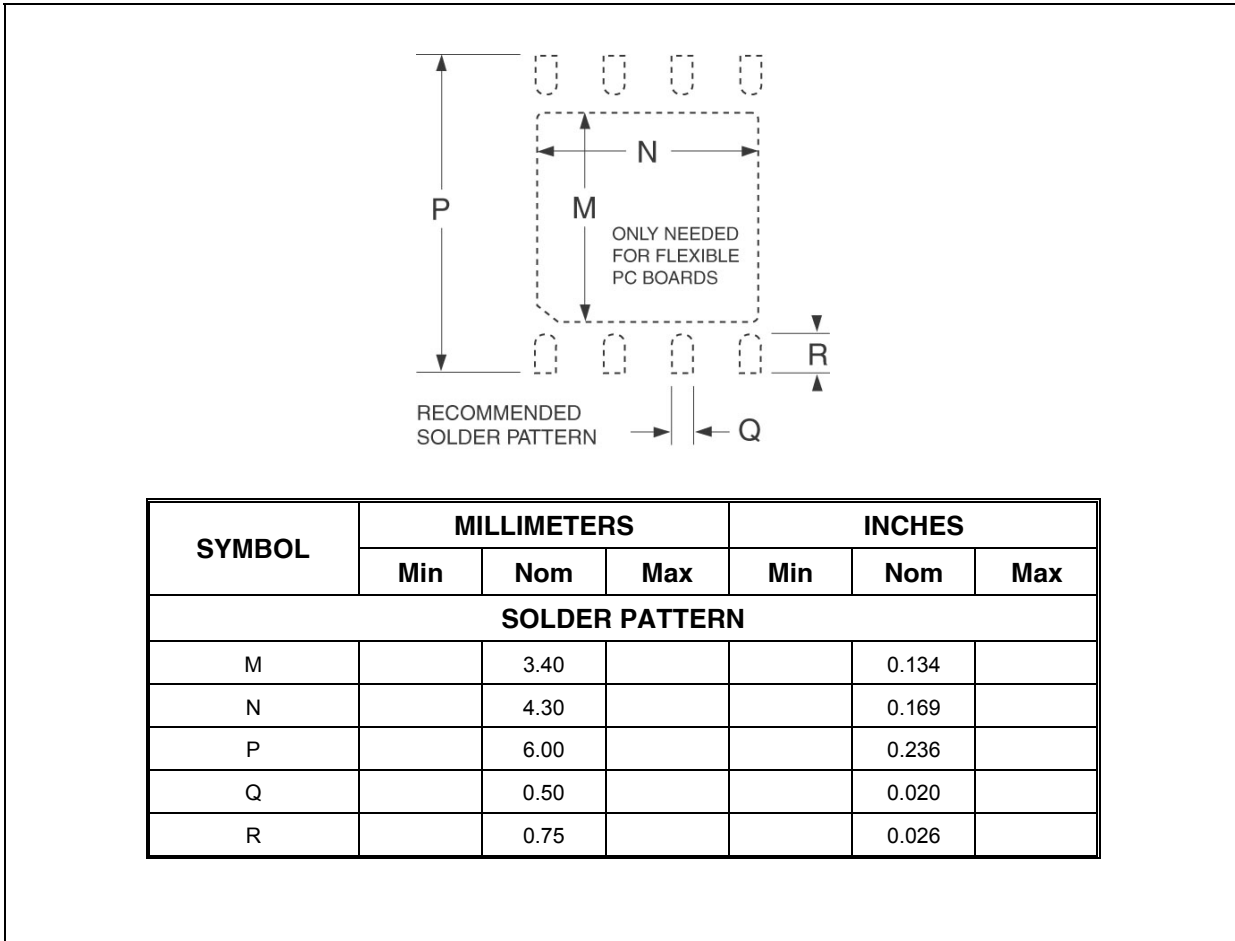 P
N
M
ONLY NEEDED
FOR FLEXIBLE
PC BOARDS
R
RECOMMENDED
SOLDER PATTERN
Q
SYMBOL MILLIMETERS INCHES
Min Nom Max Min Nom Max
SOLDER PATTERN
M 3.40 0.134
N 4.30 0.169
P 6.00 0.236
Q 0.50 0.020
R 0.75 0.026